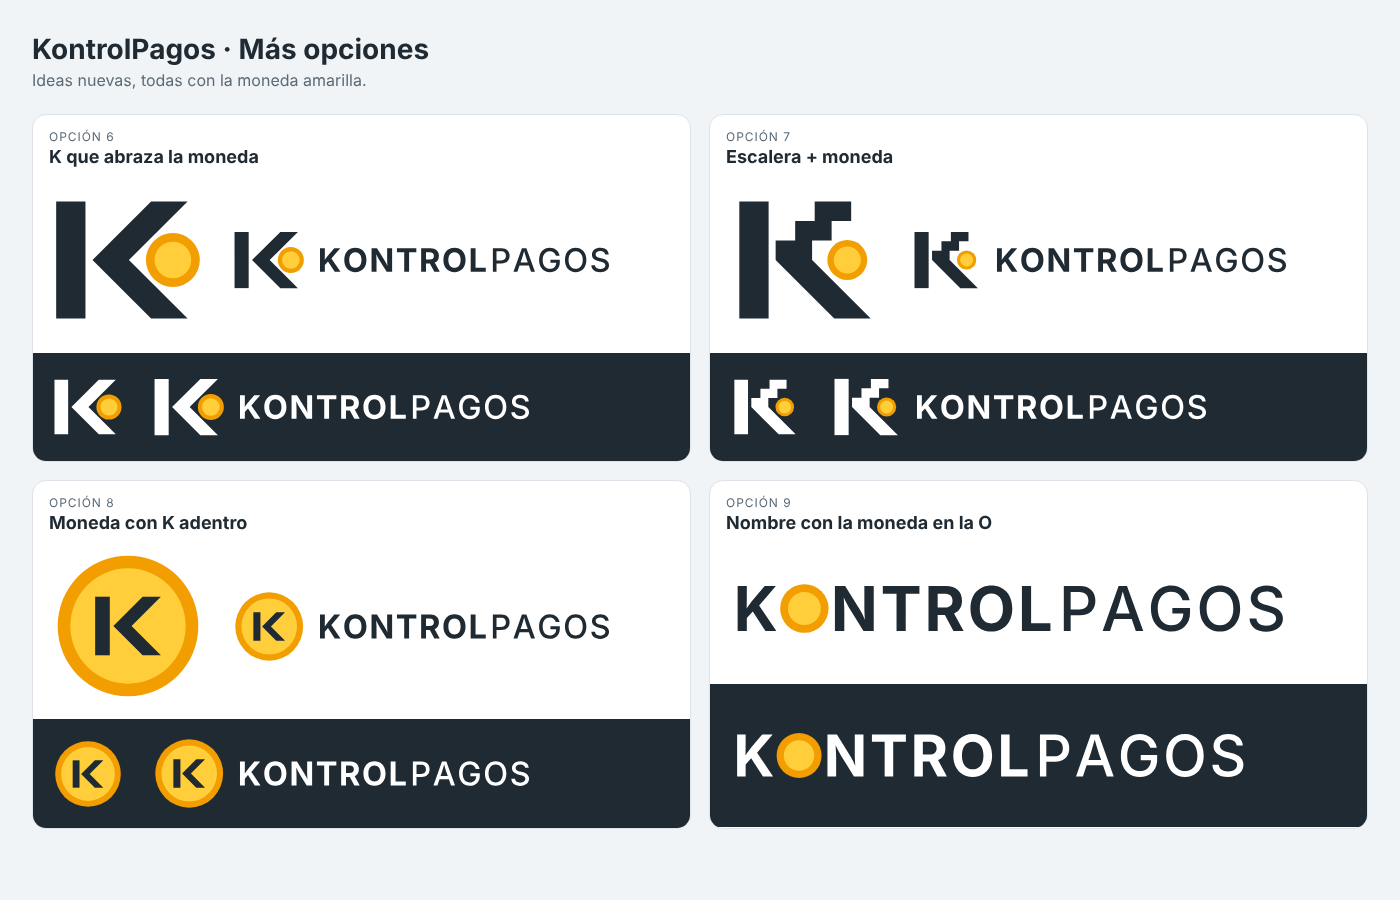 KontrolPagos · Más opciones
Ideas nuevas, todas con la moneda amarilla.
OPCIÓN 6
K que abraza la moneda
K K KONTROLPAGOS
K K KONTROLPAGOS
OPCIÓN 7
Escalera + moneda
K K KONTROLPAGOS
K K KONTROLPAGOS
OPCIÓN 8
Moneda con K adentro
K K KONTROLPAGOS
K K KONTROLPAGOS
OPCIÓN 9
Nombre con la moneda en la O
KONTROLPAGOS
KONTROLPAGOS